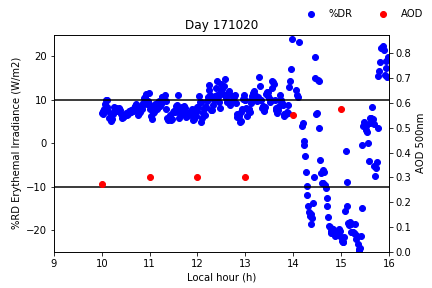 %DR AOD
Day 171020
%RD Erythemal Irradiance (W/m2)
20
10
0
−10
−20
0.8
0.7
0.6
0.5
0.4
0.3
0.2
0.1
0.0
AOD 500nm
9 10 11 12 13 14 15 16
Local hour (h)